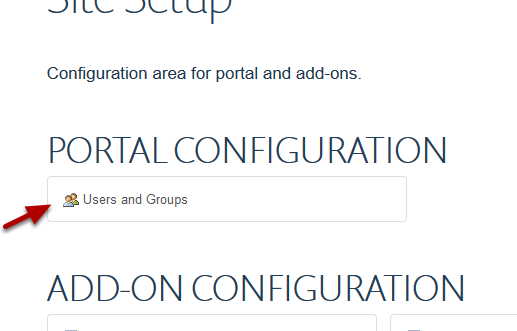 Site Setup
Configuration area for portal and add-ons.
PORTAL CONFIGURATION
Users and Groups
ADD-ON CONFIGURATION